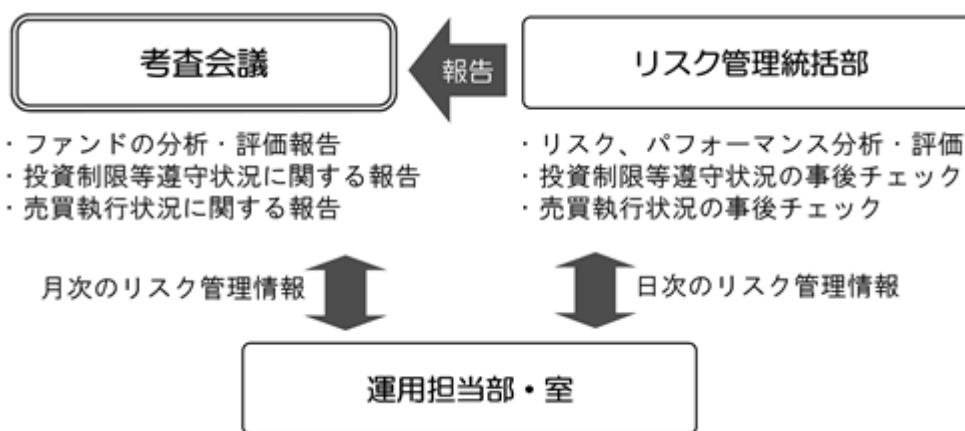 考査会議
報告
リスク管理統括部
・ファンドの分析・評価報告
・投資制限等遵守状況に関する報告
・売買執行状況に関する報告
・リスク、パフォーマンス分析・評価
・投資制限等遵守状況の事後チェック
・売買執行状況の事後チェック
月次のリスク管理情報
日次のリスク管理情報
運用担当部・室